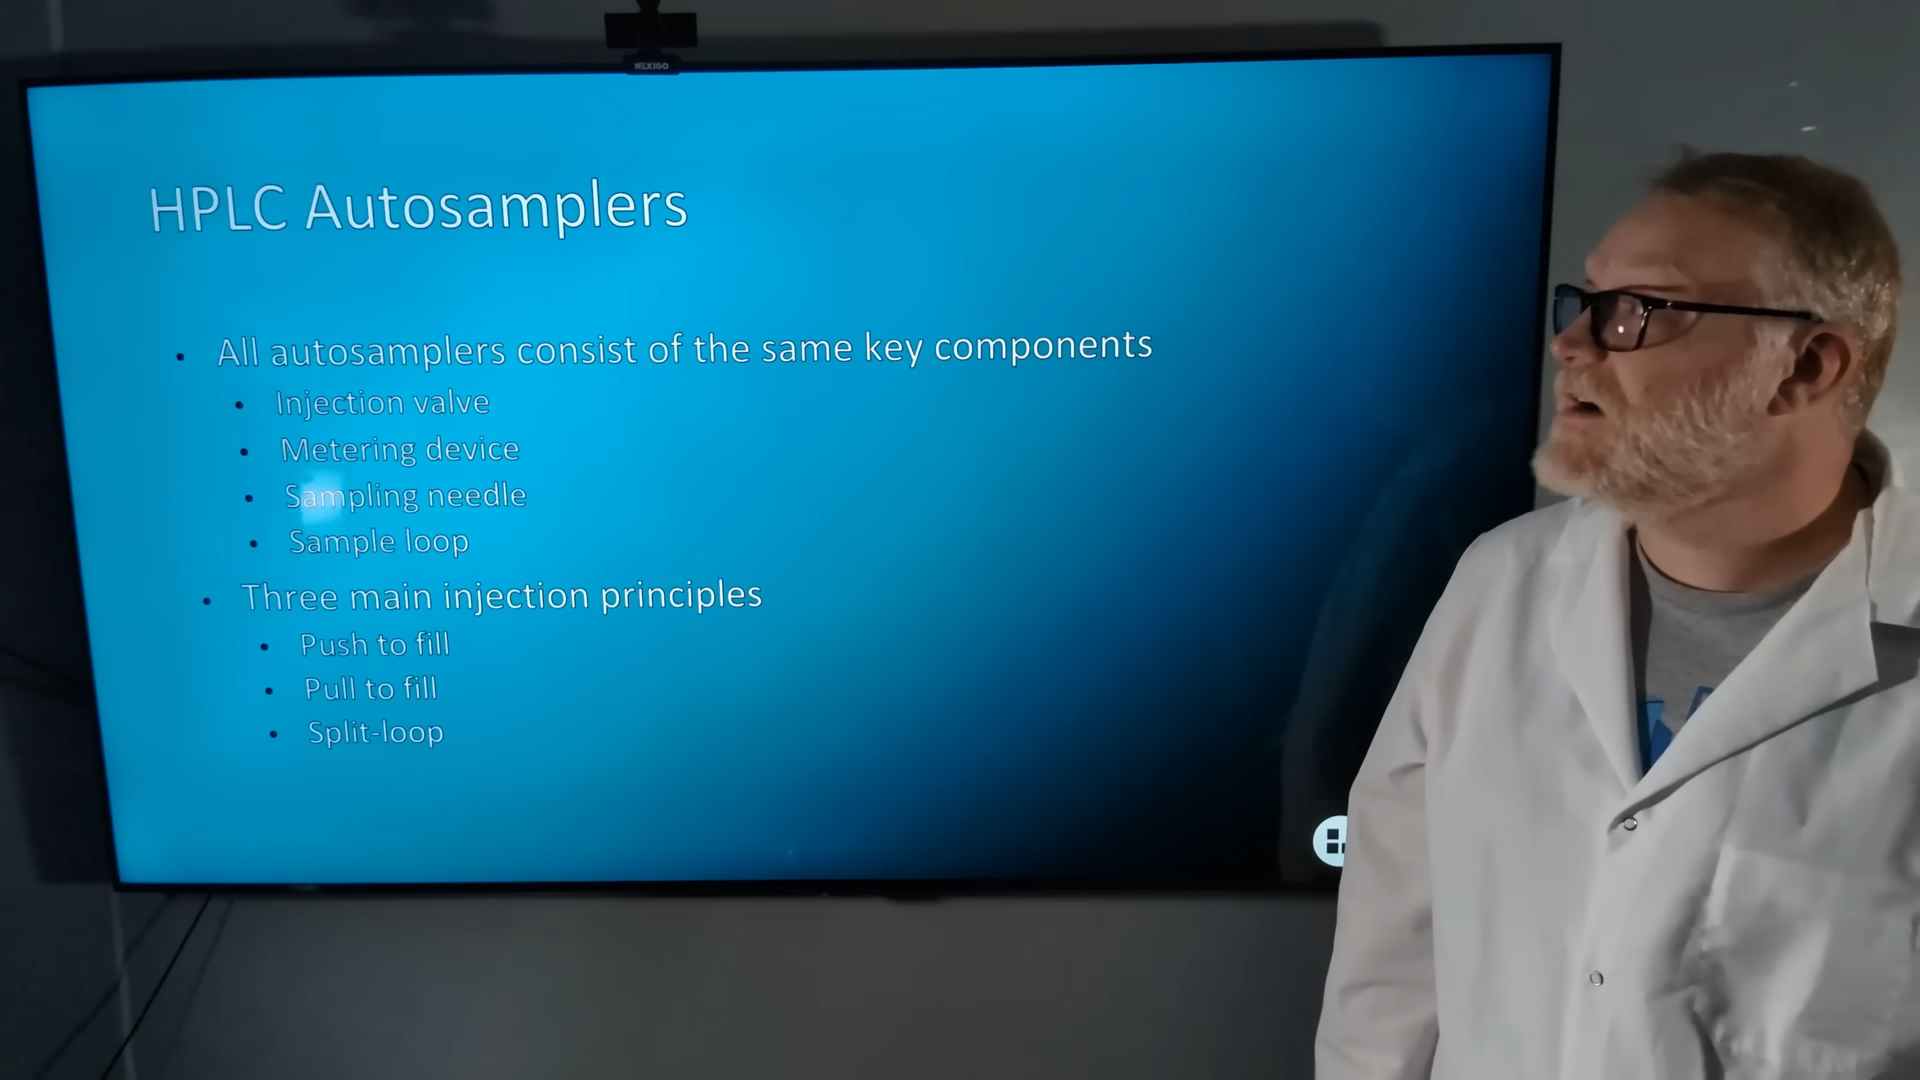 NEXIGO
HPLC Autosamplers
• All autosamplers consist of the same key components
• Injection valve
• Metering device
• Sampling needle
• Sample loop
• Three main injection principles
• Push to fill
• Pull to fill
• Split-loop